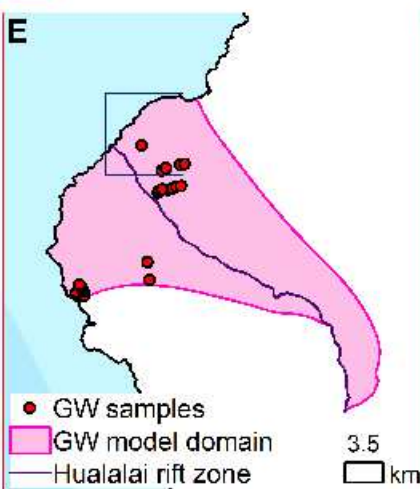 E
GW samples
GW model domain
3.5
Hualalai rift zone
km